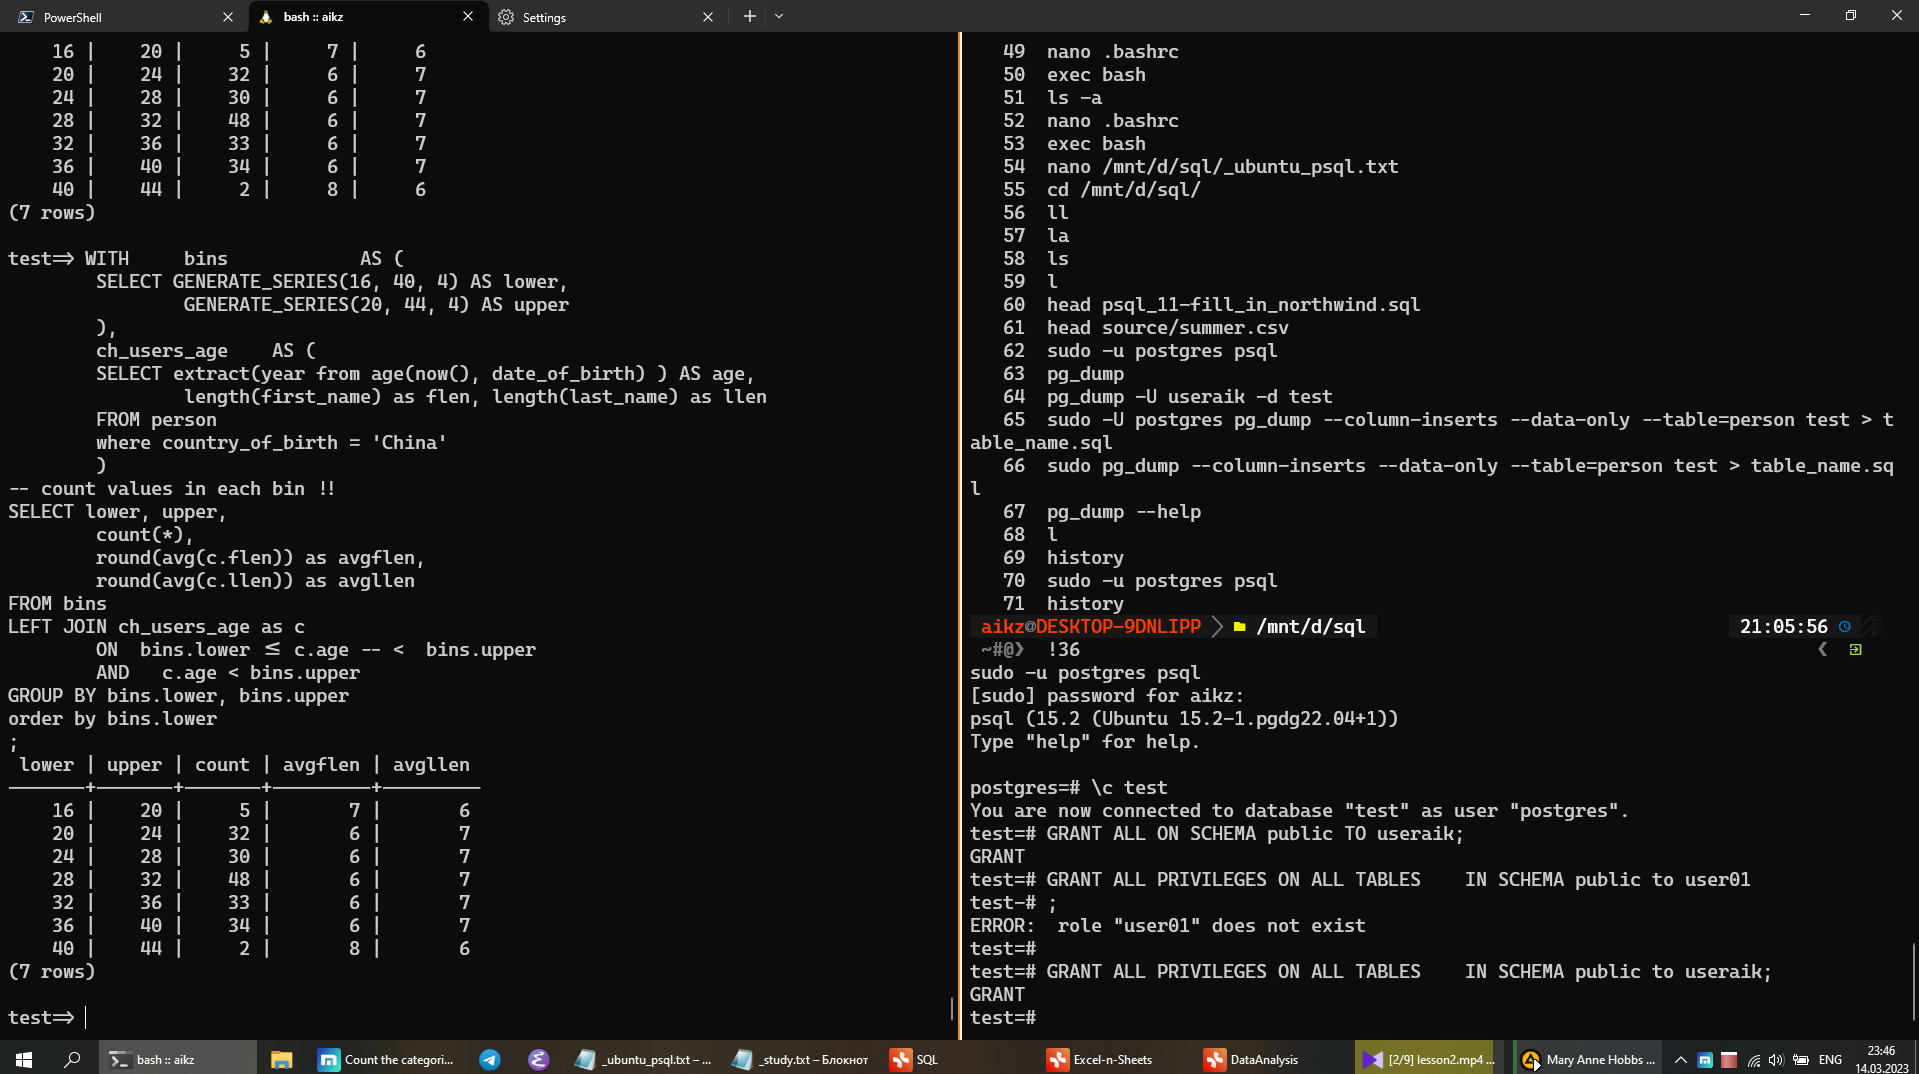 PowerShell
bash :: aikz
Settings
16 |    20 |     5 |     7 |     6
20 |    24 |    32 |     6 |     7
24 |    28 |    30 |     6 |     7
28 |    32 |    48 |     6 |     7
32 |    36 |    33 |     6 |     7
36 |    40 |    34 |     6 |     7
40 |    44 |     2 |     8 |     6
(7 rows)
test=> WITH     bins            AS (
        SELECT GENERATE_SERIES(16, 40, 4) AS lower,
                GENERATE_SERIES(20, 44, 4) AS upper
        ),
        ch_users_age    AS (
        SELECT extract(year from age(now(), date_of_birth) ) AS age,
                length(first_name) as flen, length(last_name) as llen
        FROM person
        where country_of_birth = 'China'
        )
-- count values in each bin !!
SELECT lower, upper,
        count(*),
        round(avg(c.flen)) as avgflen,
        round(avg(c.llen)) as avgllen
FROM bins
LEFT JOIN ch_users_age as c
        ON  bins.lower <= c.age -- <  bins.upper
        AND   c.age < bins.upper
GROUP BY bins.lower, bins.upper
order by bins.lower
;
 lower | upper | count | avgflen | avgllen
-------+-------+-------+---------+---------
    16 |    20 |     5 |       7 |       6
    20 |    24 |    32 |       6 |       7
    24 |    28 |    30 |       6 |       7
    28 |    32 |    48 |       6 |       7
    32 |    36 |    33 |       6 |       7
    36 |    40 |    34 |       6 |       7
    40 |    44 |     2 |       8 |       6
(7 rows)
test=>
   49  nano .bashrc
   50  exec bash
   51  ls -a
   52  nano .bashrc
   53  exec bash
   54  nano /mnt/d/sql/_ubuntu_psql.txt
   55  cd /mnt/d/sql/
   56  ll
   57  la
   58  ls
   59  l
   60  head psql_11-fill_in_northwind.sql
   61  head source/summer.csv
   62  sudo -u postgres psql
   63  pg_dump
   64  pg_dump -U useraik -d test
   65  sudo -U postgres pg_dump --column-inserts --data-only --table=person test > t
able_name.sql
   66  sudo pg_dump --column-inserts --data-only --table=person test > table_name.sq
l
   67  pg_dump --help
   68  l
   69  history
   70  sudo -u postgres psql
   71  history
aikz@DESKTOP-9DNLIPP /mnt/d/sql 21:05:56
~#@❯  !36
sudo -u postgres psql
[sudo] password for aikz:
psql (15.2 (Ubuntu 15.2-1.pgdg22.04+1))
Type "help" for help.
postgres=# \c test
You are now connected to database "test" as user "postgres".
test=# GRANT ALL ON SCHEMA public TO useraik;
GRANT
test=# GRANT ALL PRIVILEGES ON ALL TABLES    IN SCHEMA public to user01
test-# ;
ERROR:  role "user01" does not exist
test=#
test=# GRANT ALL PRIVILEGES ON ALL TABLES    IN SCHEMA public to useraik;
GRANT
test=#
bash :: aikz
Count the categori...
_ubuntu_psql.txt – ...
_study.txt – Блокнот
SQL
Excel-n-Sheets
DataAnalysis
[2/9] lesson2.mp4 ...
Mary Anne Hobbs ...
ENG
23:46
14.03.2023